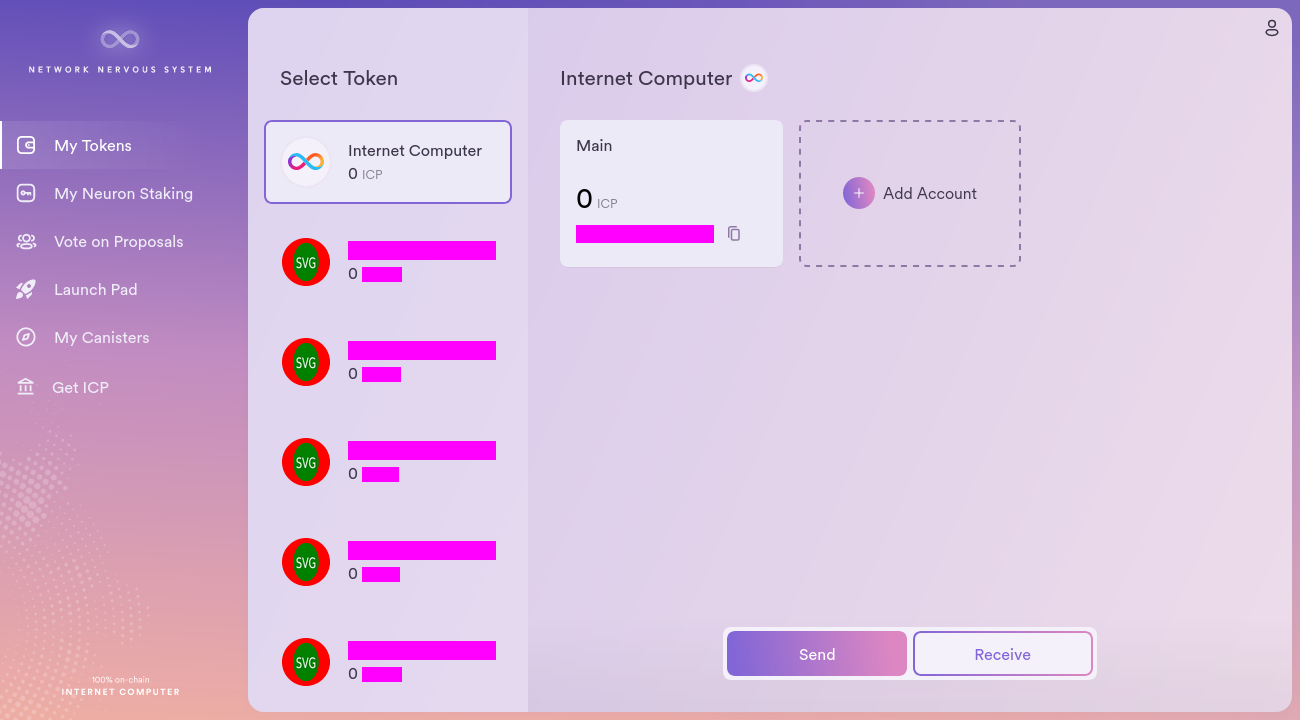 NETWORK NERVOUS SYSTEM
My Tokens
My Neuron Staking
Vote on Proposals
Launch Pad
My Canisters
Get ICP
100% on-chain
INTERNET COMPUTER
Select Token
Internet Computer
0 ICP
SVG
0
SVG
0
SVG
0
SVG
0
SVG
0
Internet Computer
Main
0 ICP
Add Account
Send
Receive